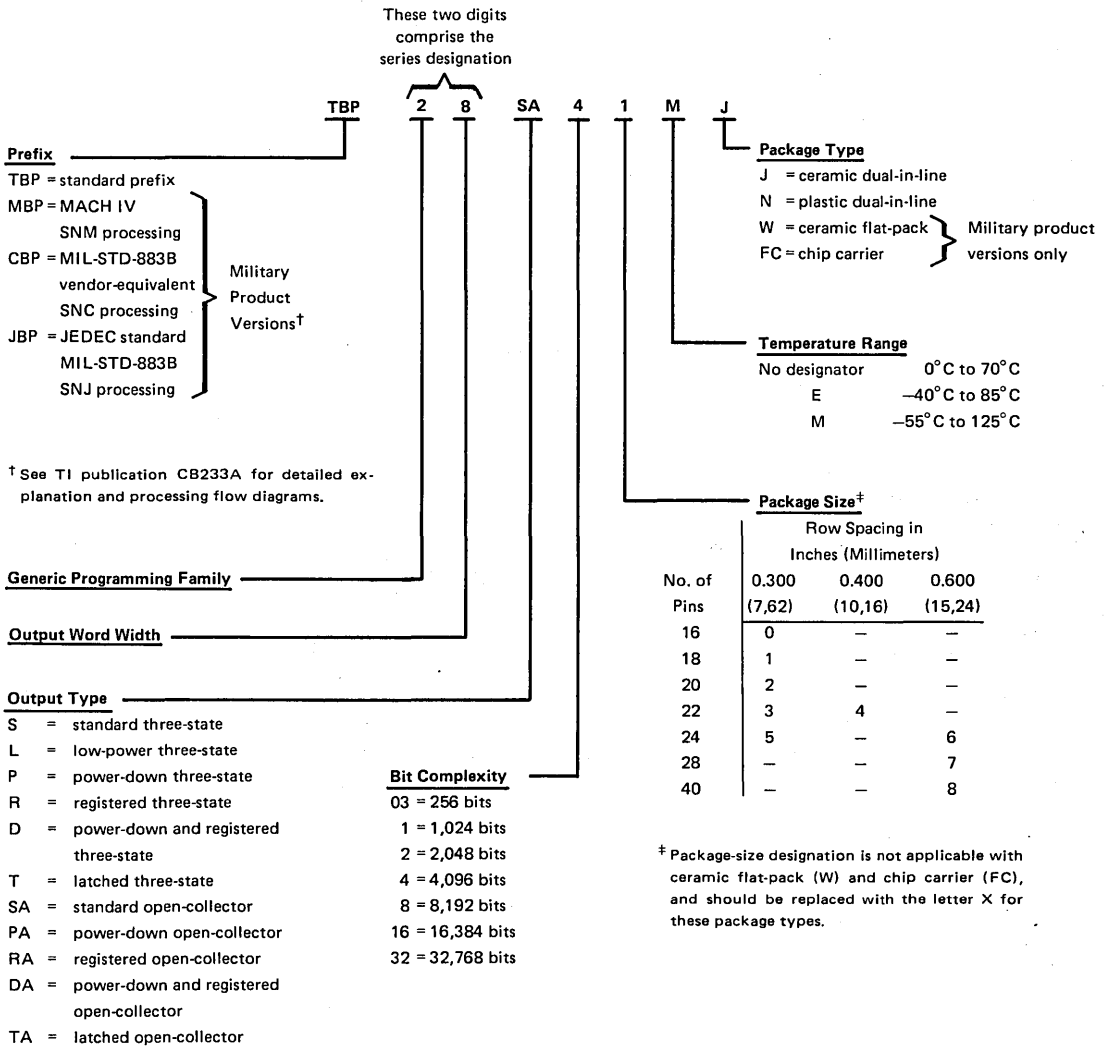 These two digits
comprise the
series designation
TBP 2 8 SA 4 1 M J
Prefix
TBP = standard prefix
MBP = MACH IV
SNM processing
CBP = MIL-STD-883B
vendor-equivalent
SNC processing
JBP = JEDEC standard
MIL-STD-883B
SNJ processing
Military
Product
Versions†
† See TI publication CB233A for detailed ex-
planation and processing flow diagrams.
Generic Programming Family
Output Word Width
Output Type
S = standard three-state
L = low-power three-state
P = power-down three-state
R = registered three-state
D = power-down and registered
three-state
T = latched three-state
SA = standard open-collector
PA = power-down open-collector
RA = registered open-collector
DA = power-down and registered
open-collector
TA = latched open-collector
Bit Complexity
03 = 256 bits
1 = 1,024 bits
2 = 2,048 bits
4 = 4,096 bits
8 = 8,192 bits
16 = 16,384 bits
32 = 32,768 bits
Package Type
J = ceramic dual-in-line
N = plastic dual-in-line
W = ceramic flat-pack
FC = chip carrier
Military product
versions only
Temperature Range
No designator 0°C to 70°C
E −40°C to 85°C
M −55°C to 125°C
Package Size‡
Row Spacing in
Inches (Millimeters)
No. of 0.300 0.400 0.600
Pins (7,62) (10,16) (15,24)
16 0 — —
18 1 — —
20 2 — —
22 3 4 —
24 5 — 6
28 — — 7
40 — — 8
‡ Package-size designation is not applicable with
ceramic flat-pack (W) and chip carrier (FC),
and should be replaced with the letter X for
these package types.